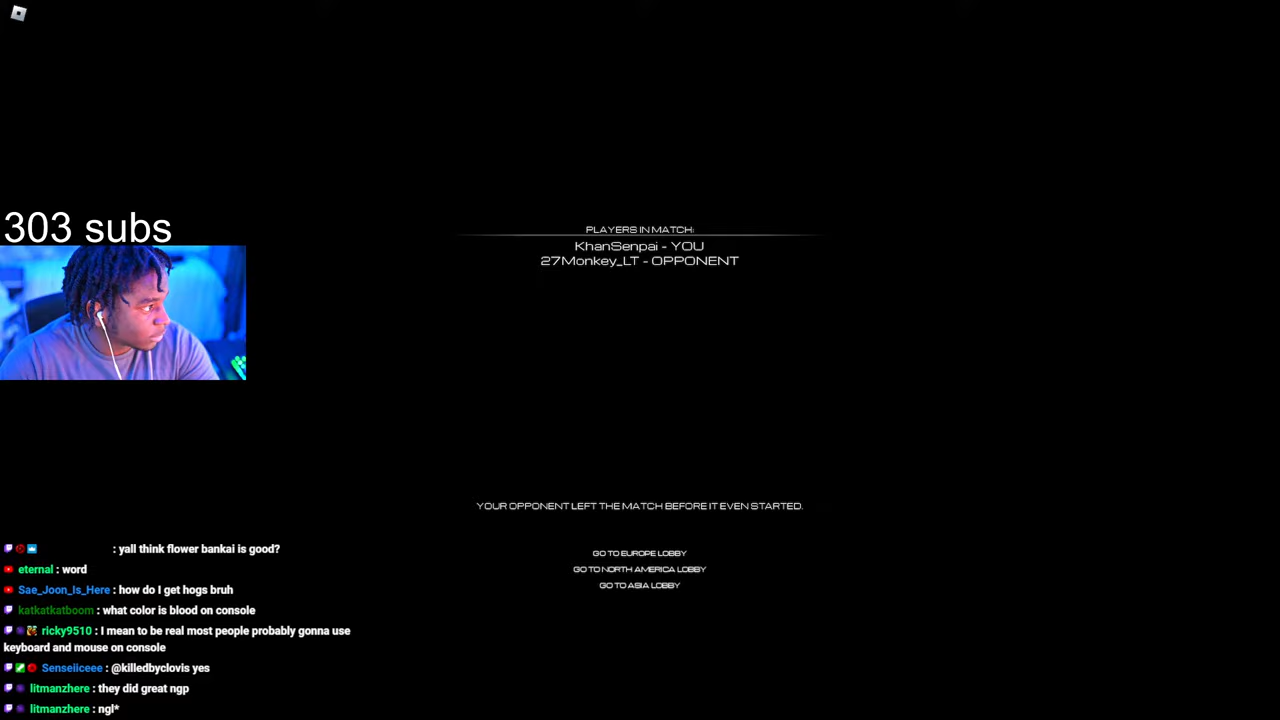 PLAYERS IN MATCH:
KhanSenpai - YOU
27Monkey_LT - OPPONENT
303 subs
YOUR OPPONENT LEFT THE MATCH BEFORE IT EVEN STARTED.
GO TO EUROPE LOBBY
GO TO NORTH AMERICA LOBBY
GO TO ASIA LOBBY
: yall think flower bankai is good?
eternal : word
Sae_Joon_Is_Here : how do I get hogs bruh
katkatkatboom : what color is blood on console
ricky9510 : I mean to be real most people probably gonna use
keyboard and mouse on console
Senseiiceee : @killedbyclovis yes
litmanzhere : they did great ngp
litmanzhere : ngl*